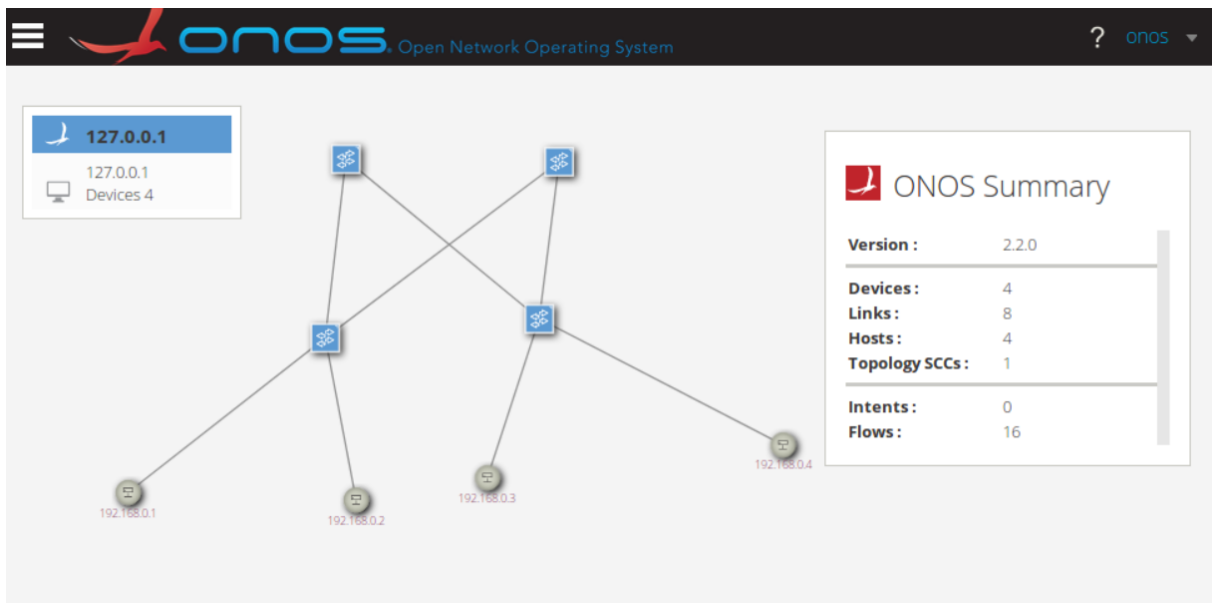 onos Open Network Operating System
? onos
127.0.0.1
127.0.0.1
Devices 4
ONOS Summary
Version : 2.2.0
Devices : 4
Links : 8
Hosts : 4
Topology SCCs : 1
Intents : 0
Flows : 16
192.168.0.4
192.168.0.3
192.168.0.1
192.168.0.2